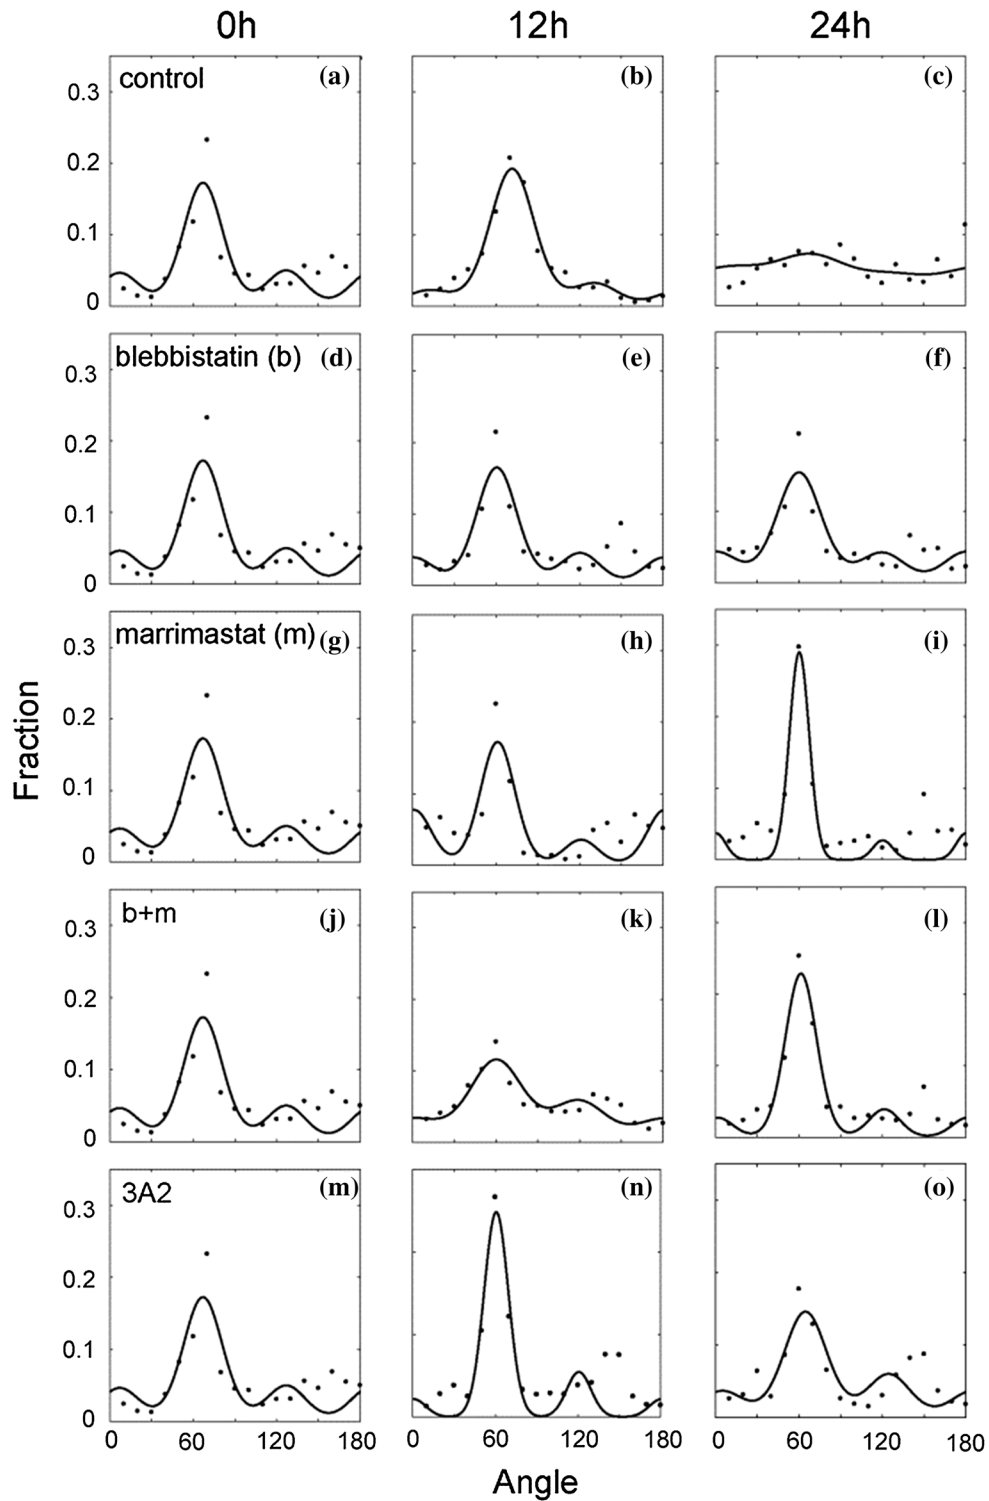 0h 12h 24h
control (a) (b) (c)
0.3
0.2
0.1
0
blebbistatin (b) (d) (e) (f)
0.3
0.2
0.1
0
marrimastat (m) (g) (h) (i)
0.3
0.2
0.1
0
b+m (j) (k) (l)
0.3
0.2
0.1
0
3A2 (m) (n) (o)
0.3
0.2
0.1
0
0 60 120 180 0 60 120 180 0 60 120 180
Fraction
Angle